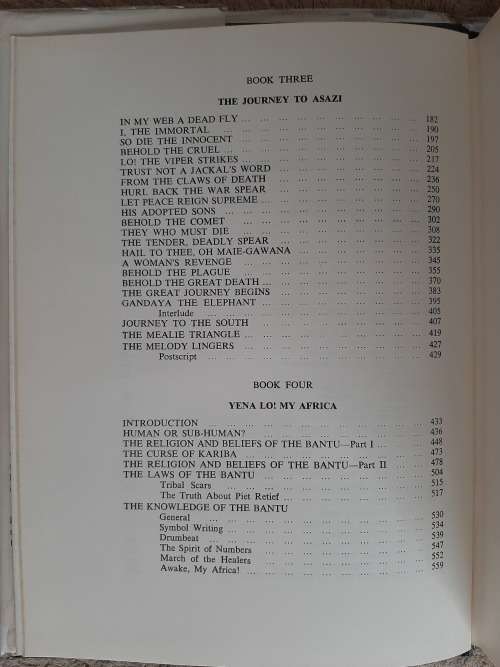 BOOK THREE
THE JOURNEY TO ASAZI
IN MY WEB A DEAD FLY ... 182
I, THE IMMORTAL ... 190
SO DIE THE INNOCENT ... 197
BEHOLD THE CRUEL ... 205
LO! THE VIPER STRIKES ... 217
TRUST NOT A JACKAL'S WORD ... 224
FROM THE CLAWS OF DEATH ... 236
HURL BACK THE WAR SPEAR ... 250
LET PEACE REIGN SUPREME ... 270
HIS ADOPTED SONS ... 290
BEHOLD THE COMET ... 302
THEY WHO MUST DIE ... 308
THE TENDER, DEADLY SPEAR ... 322
HAIL TO THEE, OH MAIE-GAWANA ... 335
A WOMAN'S REVENGE ... 345
BEHOLD THE PLAGUE ... 355
BEHOLD THE GREAT DEATH ... 370
THE GREAT JOURNEY BEGINS ... 383
GANDAYA THE ELEPHANT ... 395
Interlude ... 405
JOURNEY TO THE SOUTH ... 407
THE MEALIE TRIANGLE ... 419
THE MELODY LINGERS ... 427
Postscript ... 429
BOOK FOUR
YENA LO! MY AFRICA
INTRODUCTION ... 433
HUMAN OR SUB-HUMAN? ... 436
THE RELIGION AND BELIEFS OF THE BANTU—Part I ... 448
THE CURSE OF KARIBA ... 473
THE RELIGION AND BELIEFS OF THE BANTU—Part II ... 478
THE LAWS OF THE BANTU ... 504
Tribal Scars ... 515
The Truth About Piet Retief ... 517
THE KNOWLEDGE OF THE BANTU
General ... 530
Symbol Writing ... 534
Drumbeat ... 539
The Spirit of Numbers ... 547
March of the Healers ... 552
Awake, My Africa! ... 559